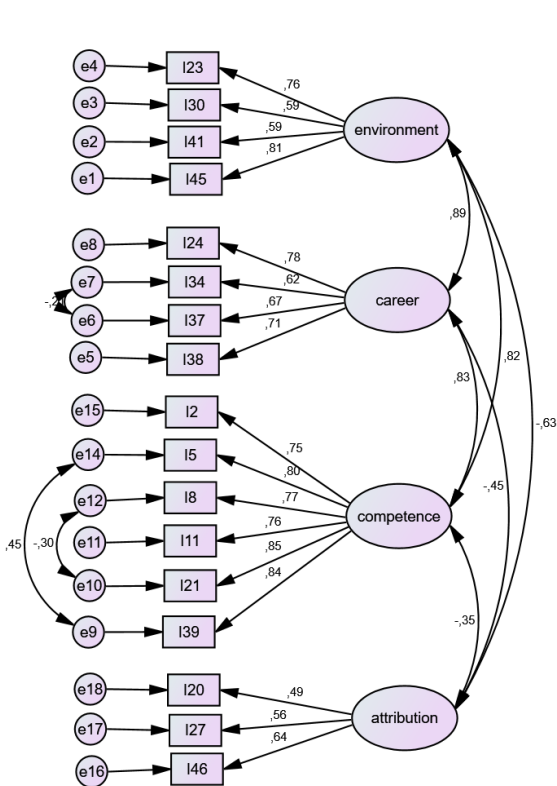 e4 I23 ,76
e3 I30 ,59
e2 I41 ,59
e1 I45 ,81
environment
,89
e8 I24 ,78
e7 I34 ,62
e6 I37 ,67
e5 I38 ,71
career
,82
,83
-,63
e15 I2 ,75
e14 I5 ,80
e12 I8 ,77
e11 I11 ,76
e10 I21 ,85
e9 I39 ,84
competence
,45 -,30
-,45
-,35
e18 I20 ,49
e17 I27 ,56
e16 I46 ,64
attribution